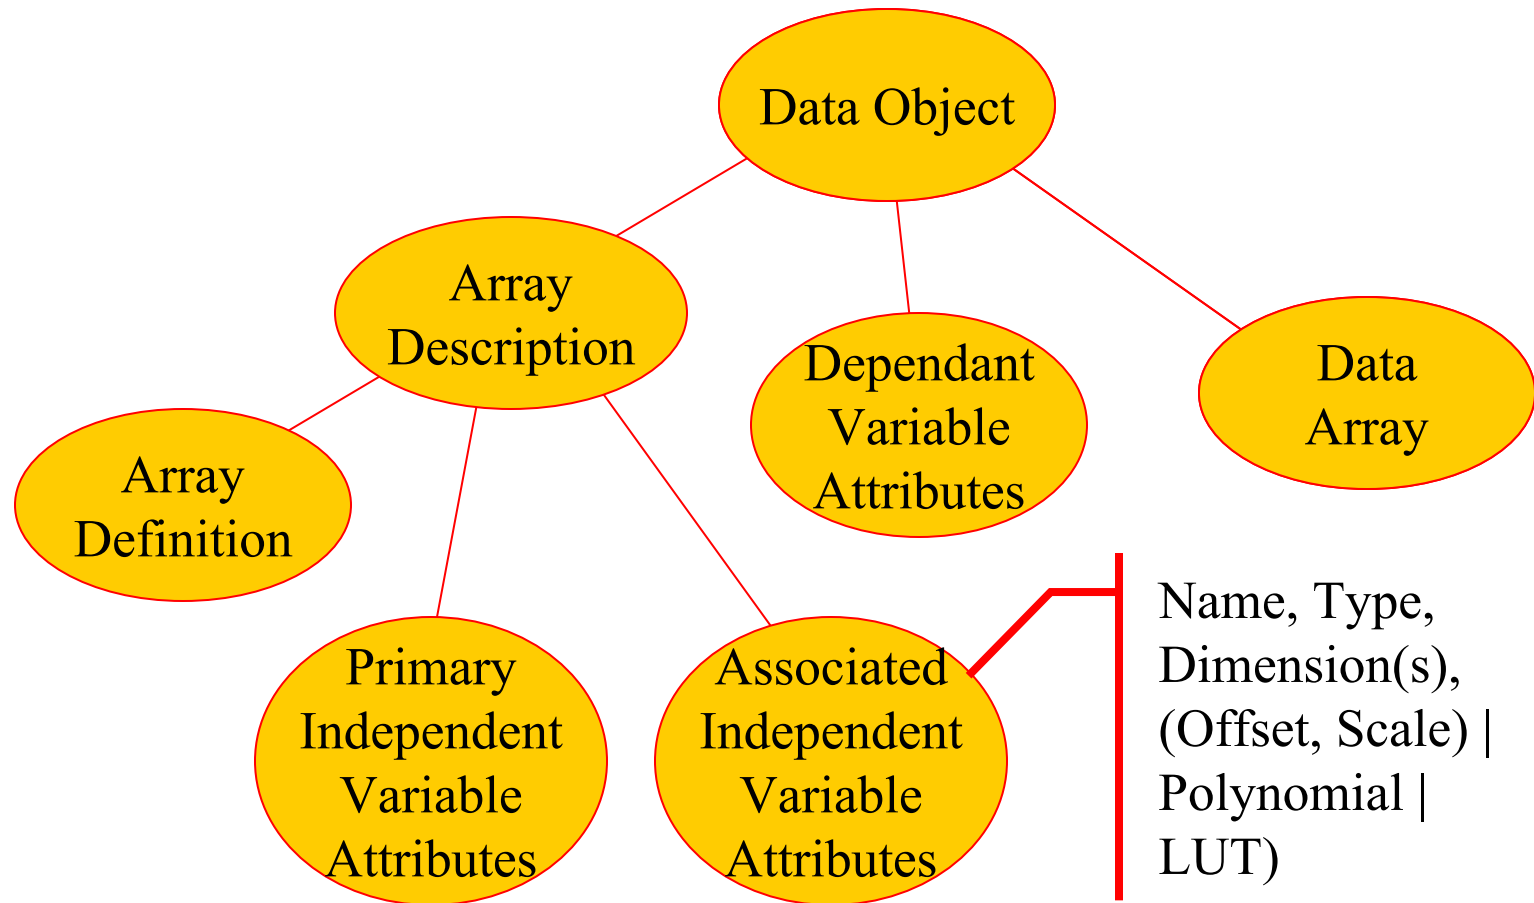 Data Object
Array
Description
Dependant
Variable
Attributes
Data
Array
Array
Definition
Primary
Independent
Variable
Attributes
Associated
Independent
Variable
Attributes
Name, Type,
Dimension(s),
(Offset, Scale) |
Polynomial |
LUT)